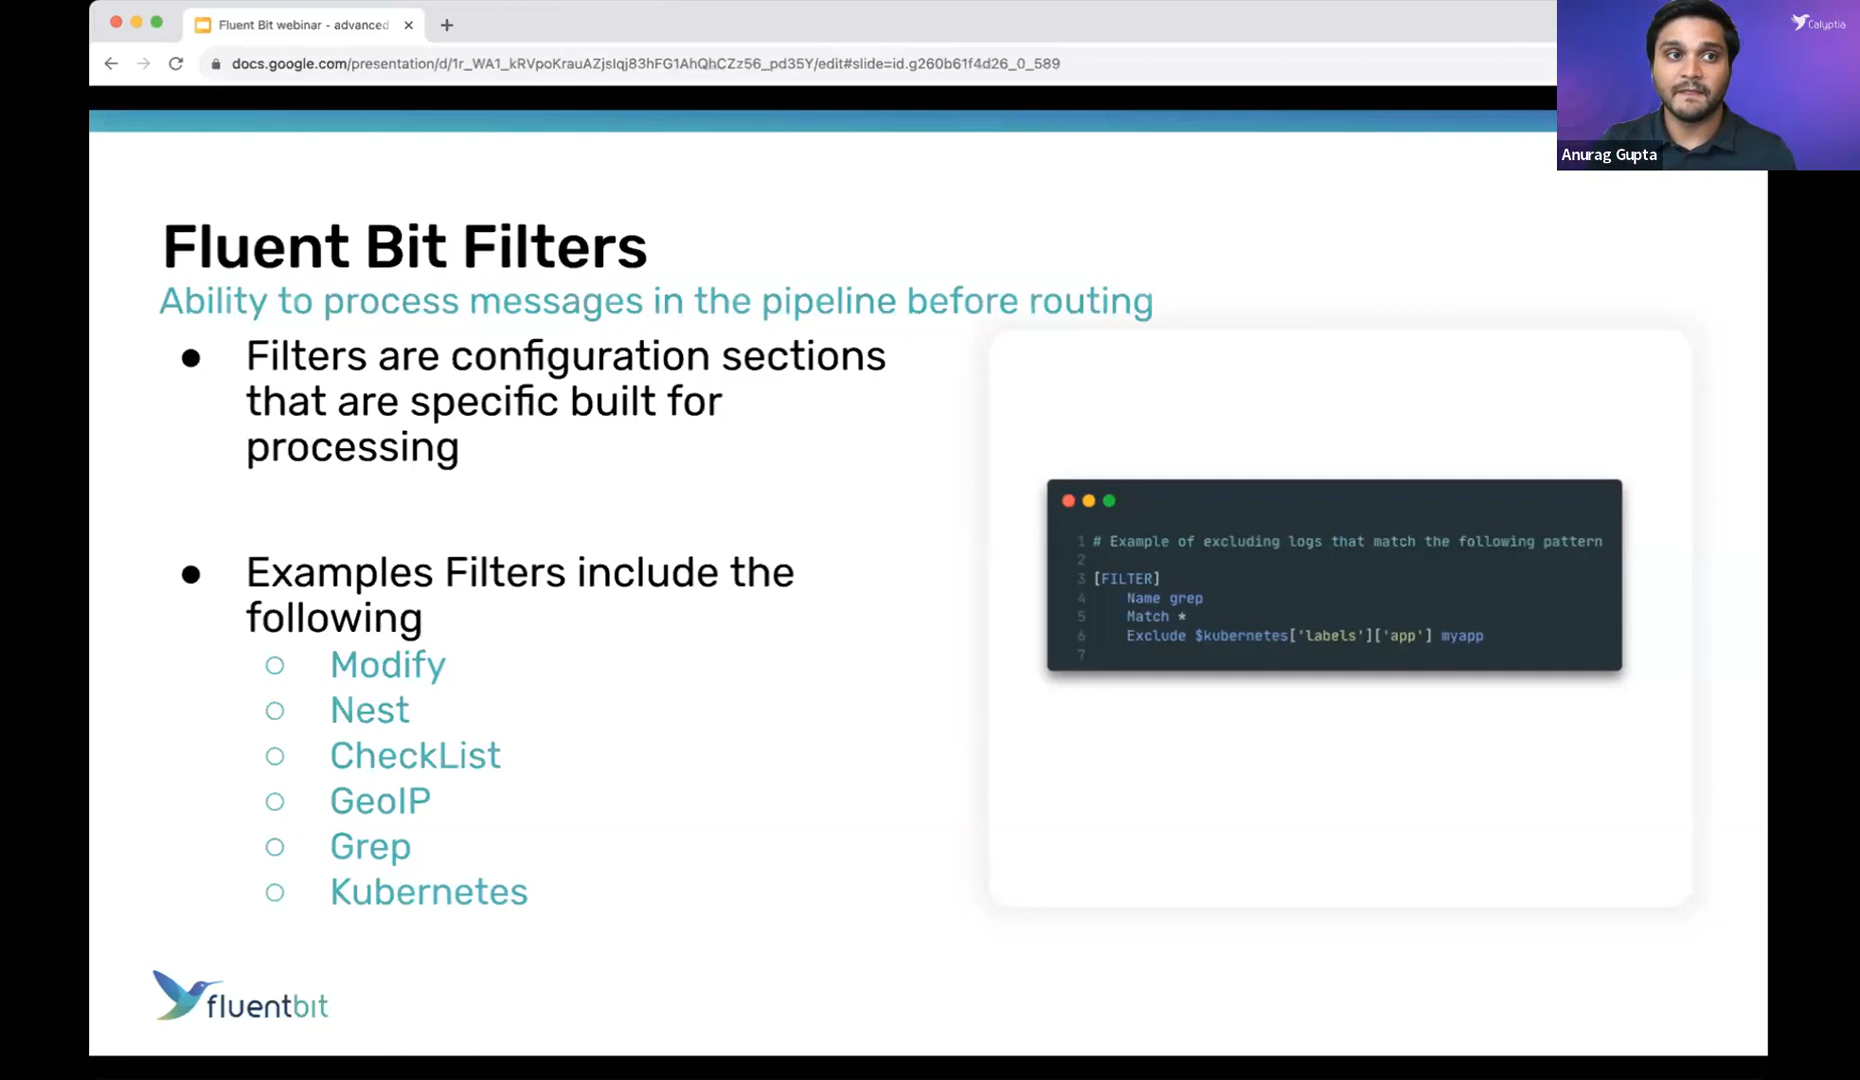 Fluent Bit webinar - advanced
docs.google.com/presentation/d/1r_WA1_kRVpoKrauAZjsIqj83hFG1AhQhCZz56_pd35Y/edit#slide=id.g260b61f4d26_0_589
Calyptia
Anurag Gupta
Fluent Bit Filters
Ability to process messages in the pipeline before routing
● Filters are configuration sections
that are specific built for
processing
● Examples Filters include the
following
○ Modify
○ Nest
○ CheckList
○ GeoIP
○ Grep
○ Kubernetes
1 # Example of excluding logs that match the following pattern
2
3 [FILTER]
4 Name grep
5 Match *
6 Exclude $kubernetes['labels']['app'] myapp
7
fluentbit